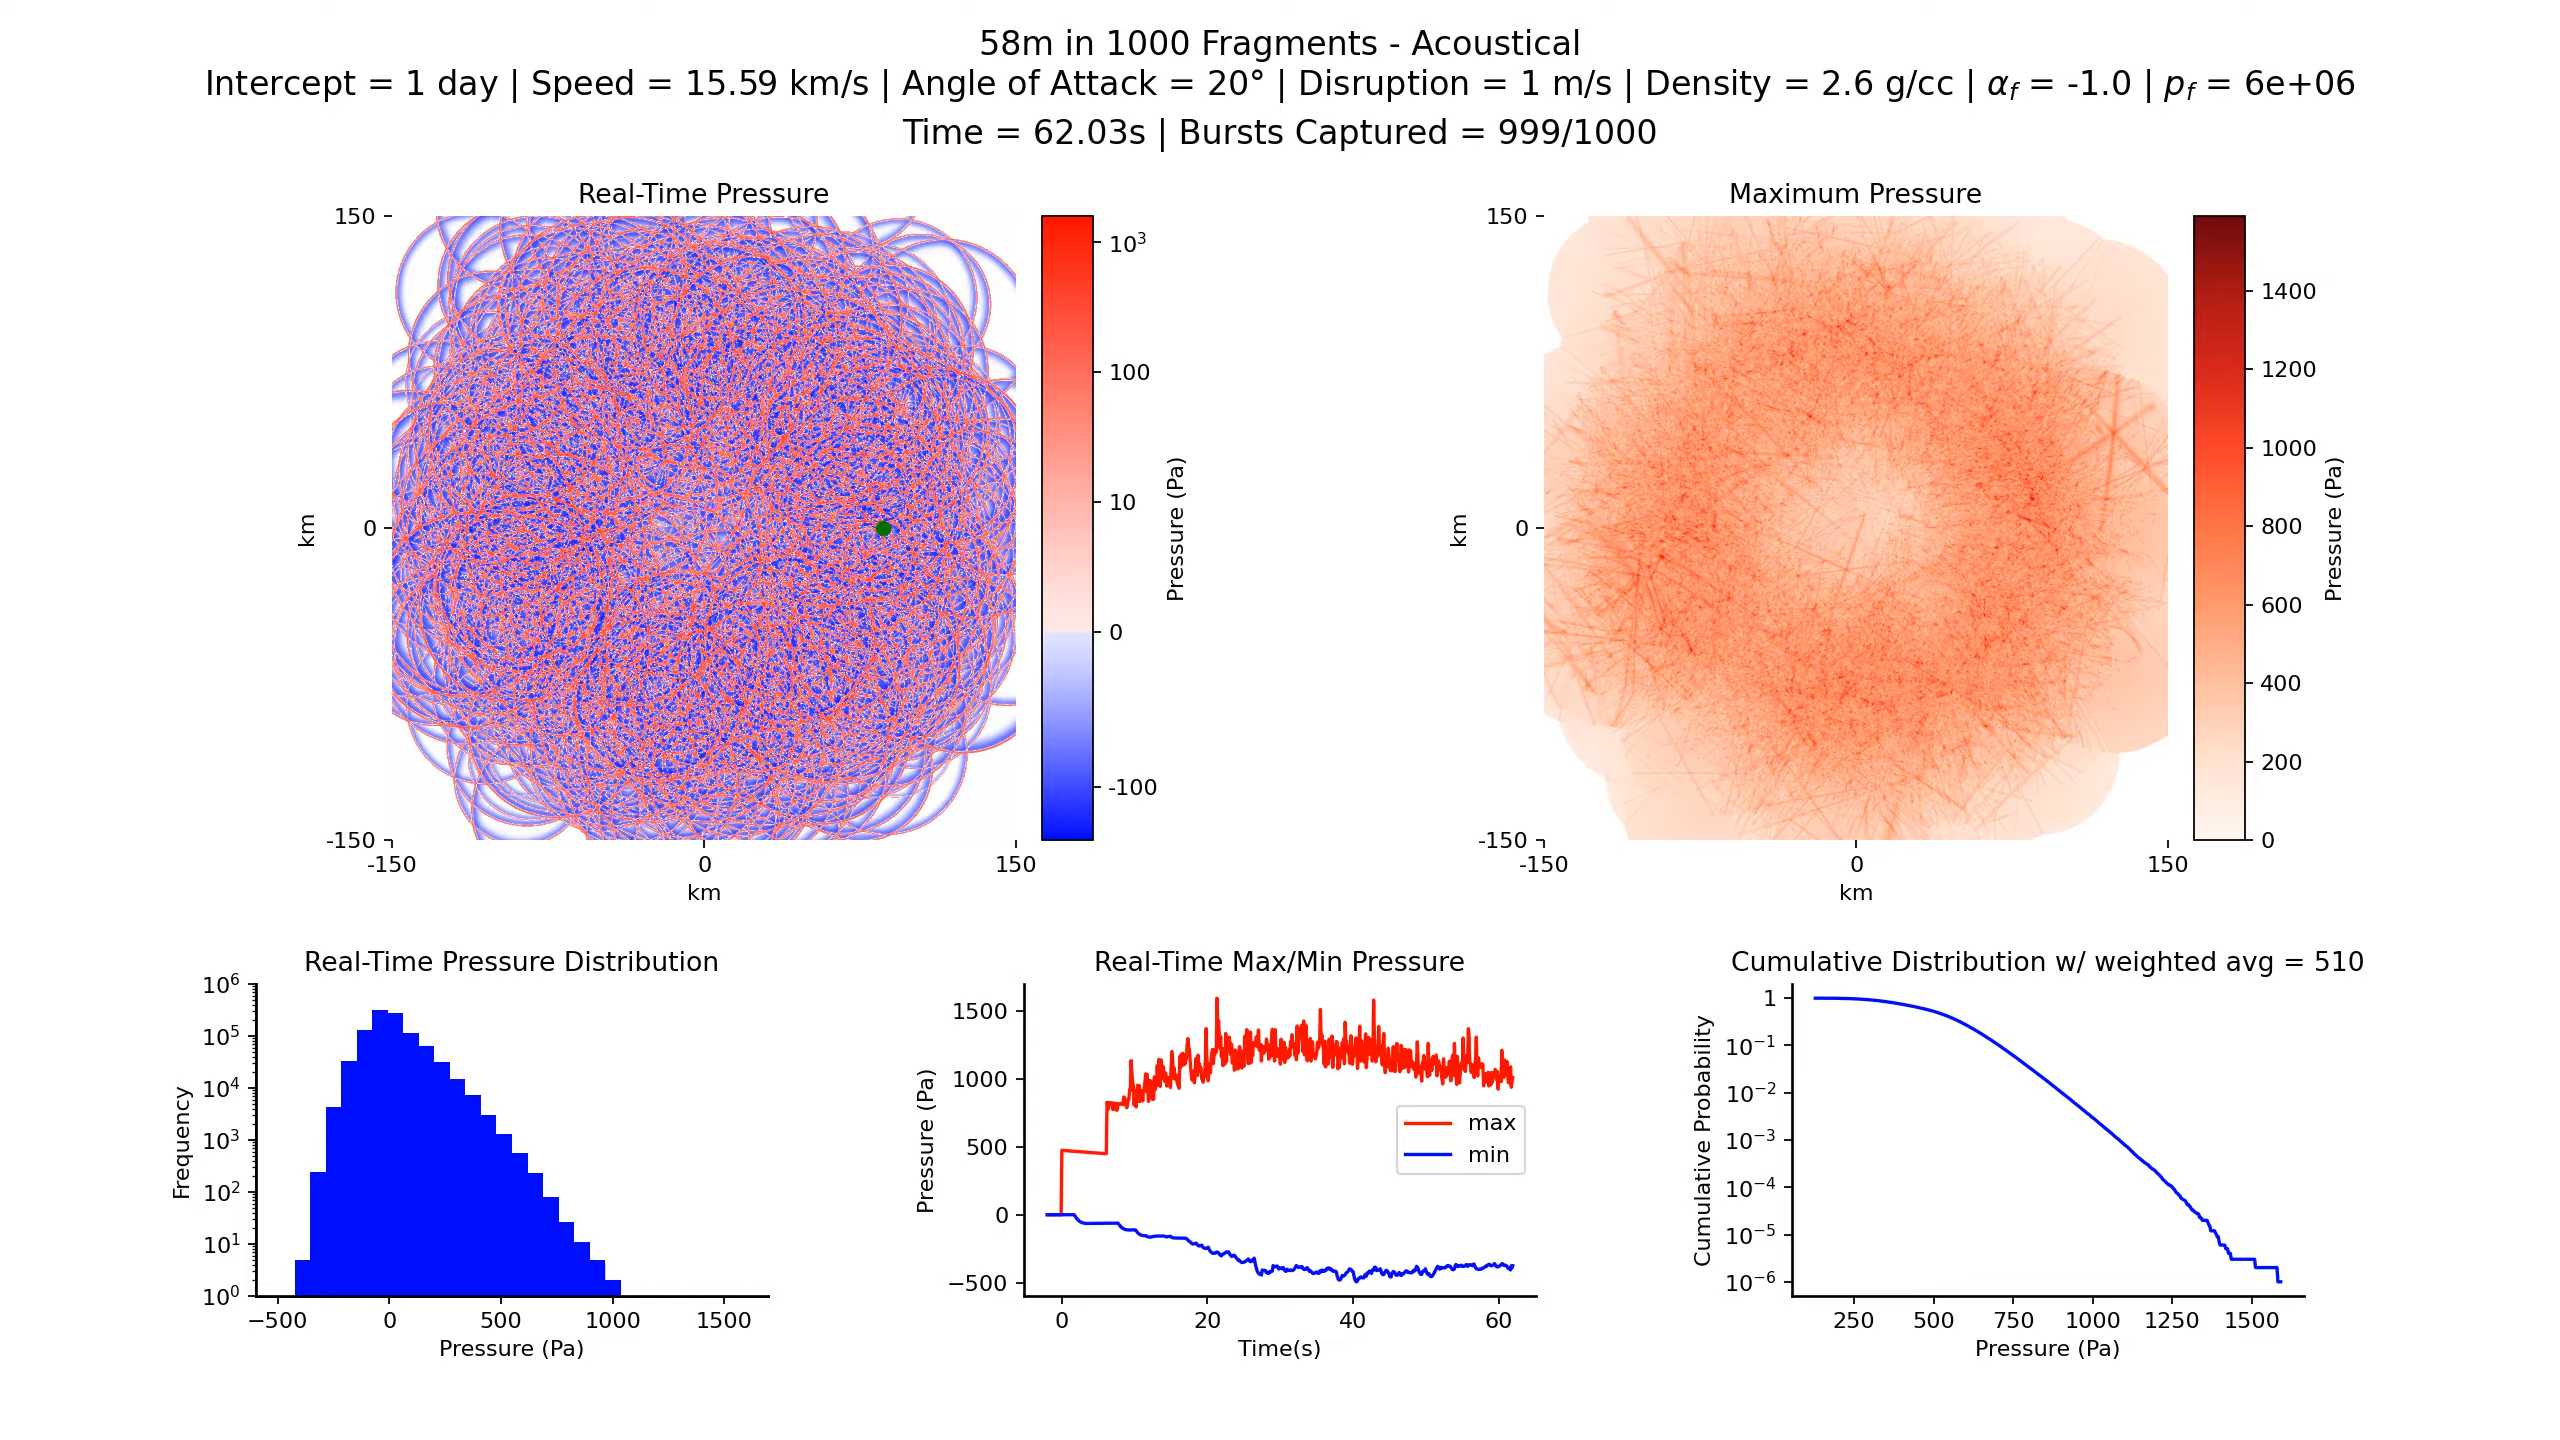 58m in 1000 Fragments - Acoustical
Intercept = 1 day | Speed = 15.59 km/s | Angle of Attack = 20° | Disruption = 1 m/s | Density = 2.6 g/cc | α_f = -1.0 | p_f = 6e+06
Time = 62.03s | Bursts Captured = 999/1000
Real-Time Pressure
150
0
-150
km
-150 0 150
km
10³
100
10
0
-100
Pressure (Pa)
Maximum Pressure
150
0
-150
km
-150 0 150
km
1400
1200
1000
800
600
400
200
0
Pressure (Pa)
Real-Time Pressure Distribution
10⁶
10⁵
10⁴
10³
10²
10¹
10⁰
Frequency
−500 0 500 1000 1500
Pressure (Pa)
Real-Time Max/Min Pressure
1500
1000
500
0
−500
Pressure (Pa)
max
min
0 20 40 60
Time(s)
Cumulative Distribution w/ weighted avg = 510
1
10⁻¹
10⁻²
10⁻³
10⁻⁴
10⁻⁵
10⁻⁶
Cumulative Probability
250 500 750 1000 1250 1500
Pressure (Pa)